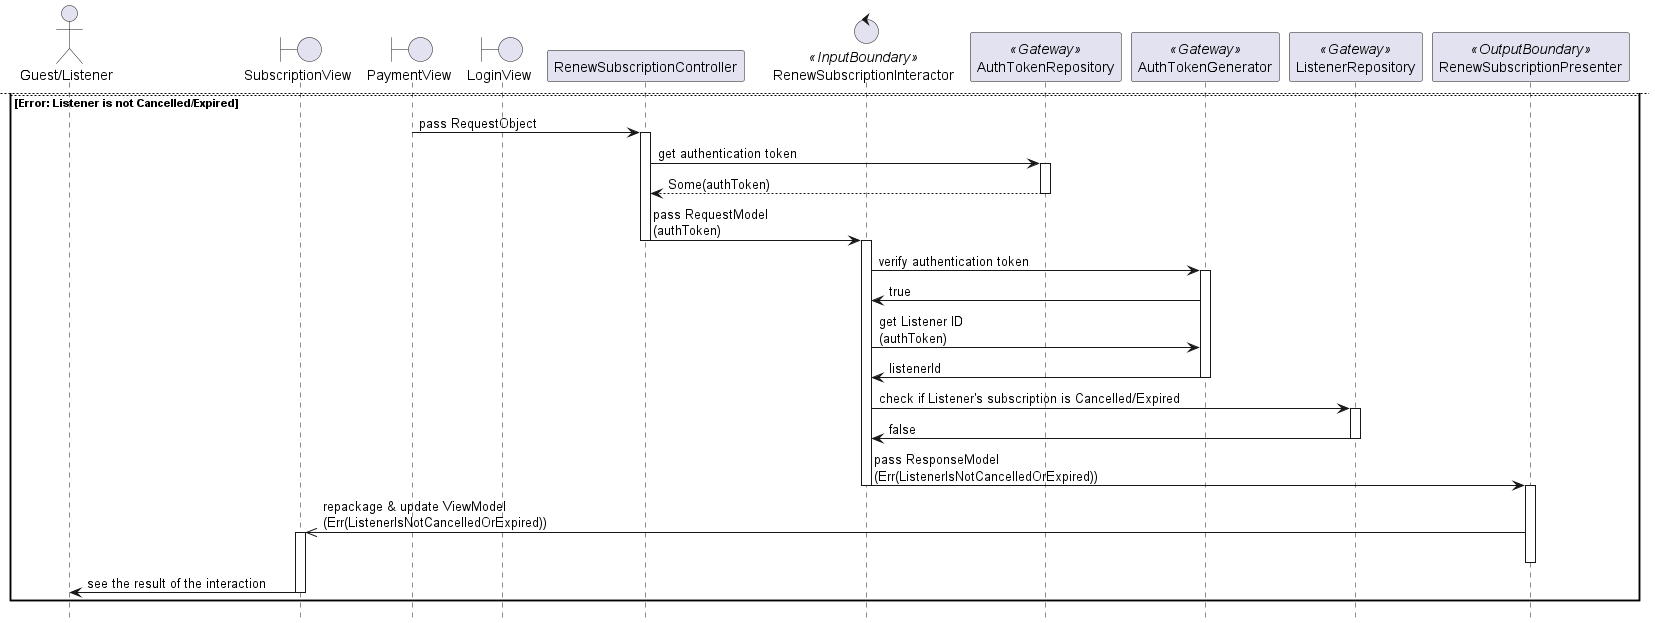 Guest/Listener
SubscriptionView
PaymentView
LoginView
RenewSubscriptionController
«InputBoundary»
RenewSubscriptionInteractor
«Gateway»
AuthTokenRepository
«Gateway»
AuthTokenGenerator
«Gateway»
ListenerRepository
«OutputBoundary»
RenewSubscriptionPresenter
[Error: Listener is not Cancelled/Expired]
pass RequestObject
get authentication token
Some(authToken)
pass RequestModel
(authToken)
verify authentication token
true
get Listener ID
(authToken)
listenerId
check if Listener's subscription is Cancelled/Expired
false
pass ResponseModel
(Err(ListenerIsNotCancelledOrExpired))
repackage & update ViewModel
(Err(ListenerIsNotCancelledOrExpired))
see the result of the interaction